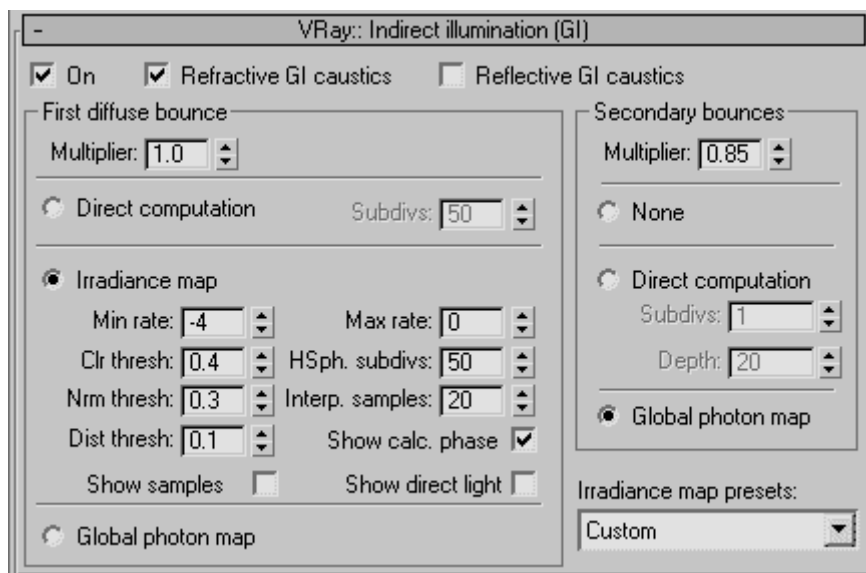 - VRay:: Indirect illumination (GI)
On Refractive GI caustics Reflective GI caustics
First diffuse bounce
Multiplier: 1.0
Direct computation Subdivs: 50
Irradiance map
Min rate: -4 Max rate: 0
Clr thresh: 0.4 HSph. subdivs: 50
Nrm thresh: 0.3 Interp. samples: 20
Dist thresh: 0.1 Show calc. phase
Show samples Show direct light
Global photon map
Secondary bounces
Multiplier: 0.85
None
Direct computation
Subdivs: 1
Depth: 20
Global photon map
Irradiance map presets:
Custom